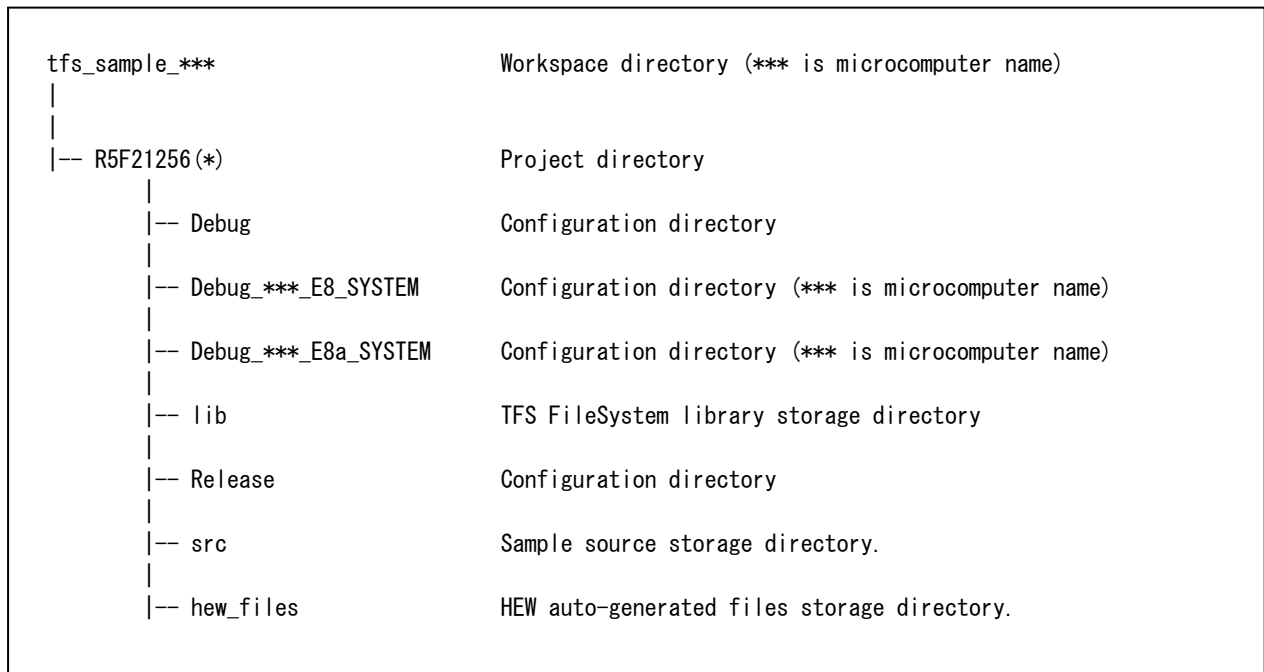 tfs_sample_*** Workspace directory (*** is microcomputer name)
|
|
|-- R5F21256(*) Project directory
|
|-- Debug Configuration directory
|
|-- Debug_***_E8_SYSTEM Configuration directory (*** is microcomputer name)
|
|-- Debug_***_E8a_SYSTEM Configuration directory (*** is microcomputer name)
|
|-- lib TFS FileSystem library storage directory
|
|-- Release Configuration directory
|
|-- src Sample source storage directory.
|
|-- hew_files HEW auto-generated files storage directory.